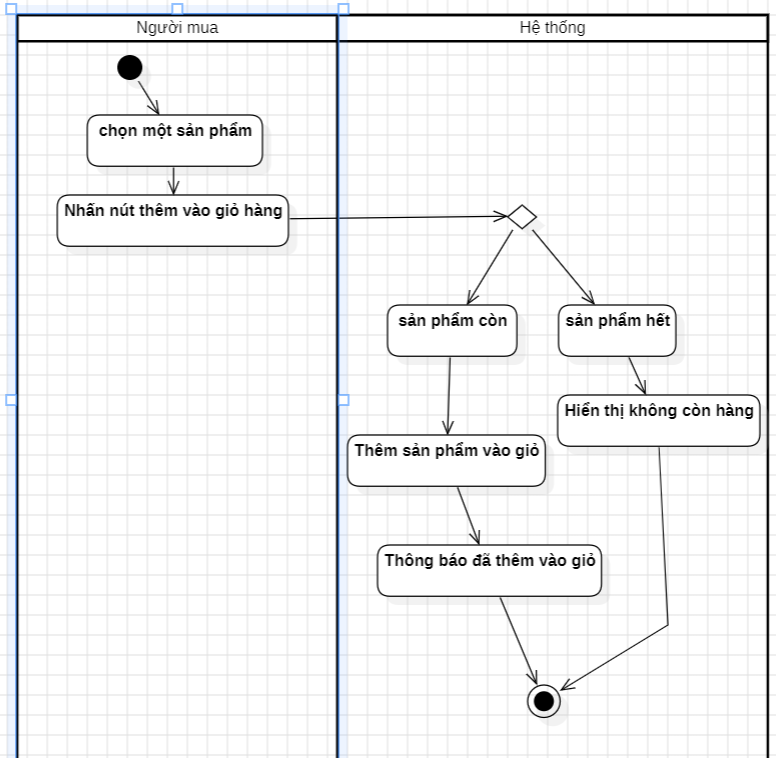 Người mua
Hệ thống
chọn một sản phẩm
Nhấn nút thêm vào giỏ hàng
sản phẩm còn
sản phẩm hết
Hiển thị không còn hàng
Thêm sản phẩm vào giỏ
Thông báo đã thêm vào giỏ